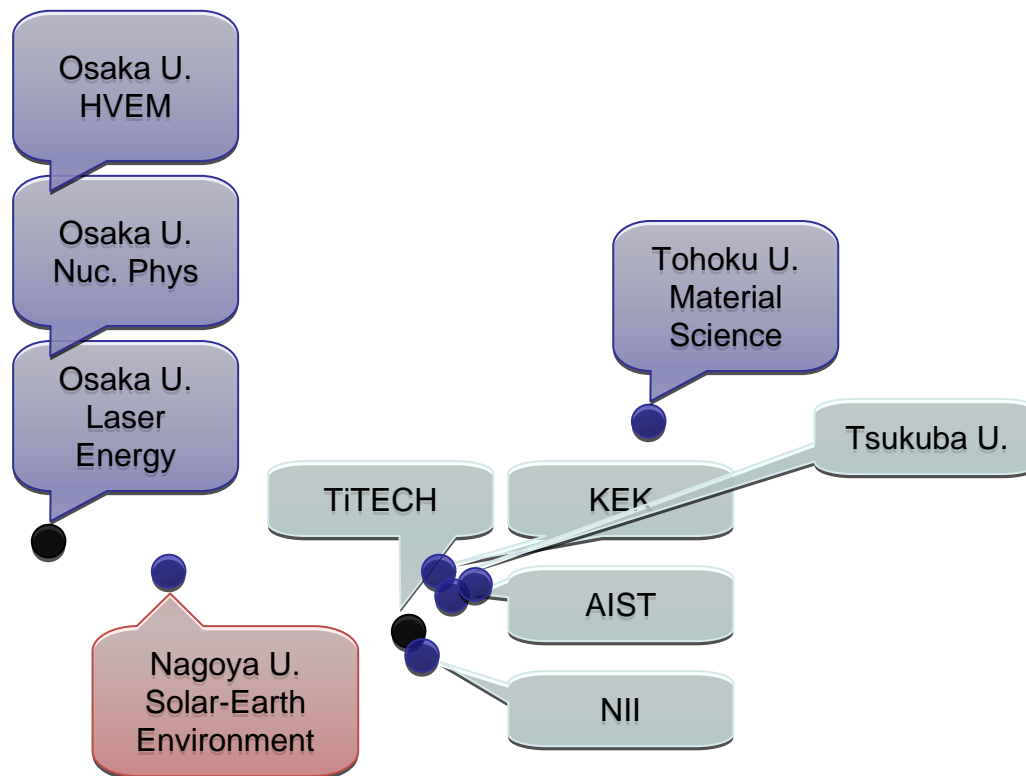 Osaka U.
HVEM
Osaka U.
Nuc. Phys
Osaka U.
Laser
Energy
Tohoku U.
Material
Science
Tsukuba U.
TiTECH
KEK
AIST
NII
Nagoya U.
Solar-Earth
Environment